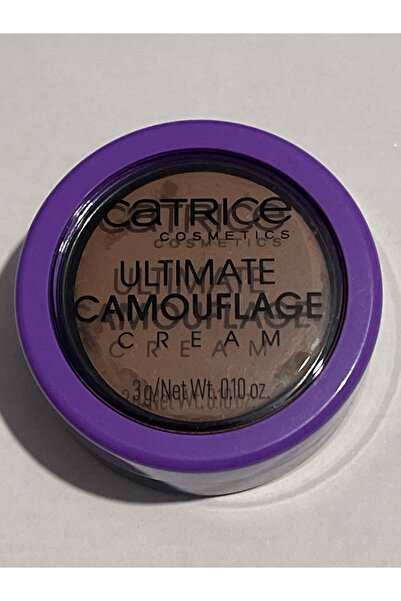 CATRICE
COSMETICS
ULTIMATE
CAMOUFLAGE
CREAM
3 g/Net Wt. 0.10 oz.